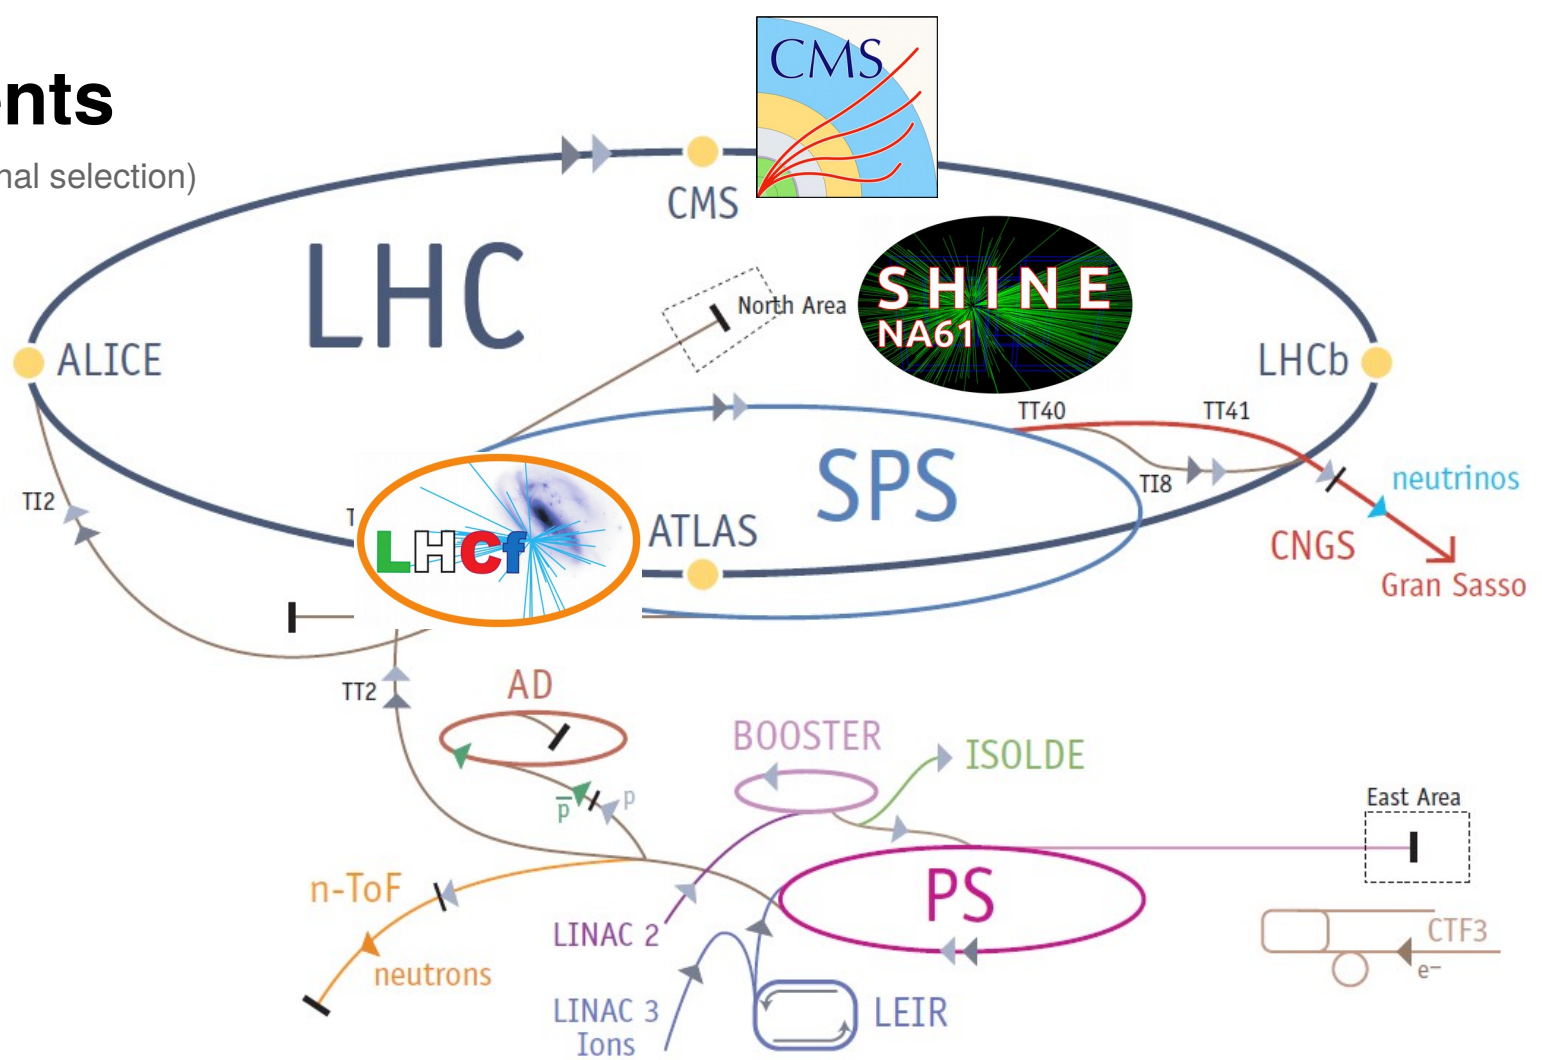 CMS
ents
nal selection)
CMS
LHC
North Area
SHINE
NA61
ALICE
LHCb
TT40
TT41
SPS
TI8
neutrinos
TI2
T
LHCf
ATLAS
CNGS
Gran Sasso
AD
TT2
BOOSTER
ISOLDE
p̅
p
East Area
n-ToF
PS
LINAC 2
CTF3
neutrons
e−
LINAC 3
Ions
LEIR